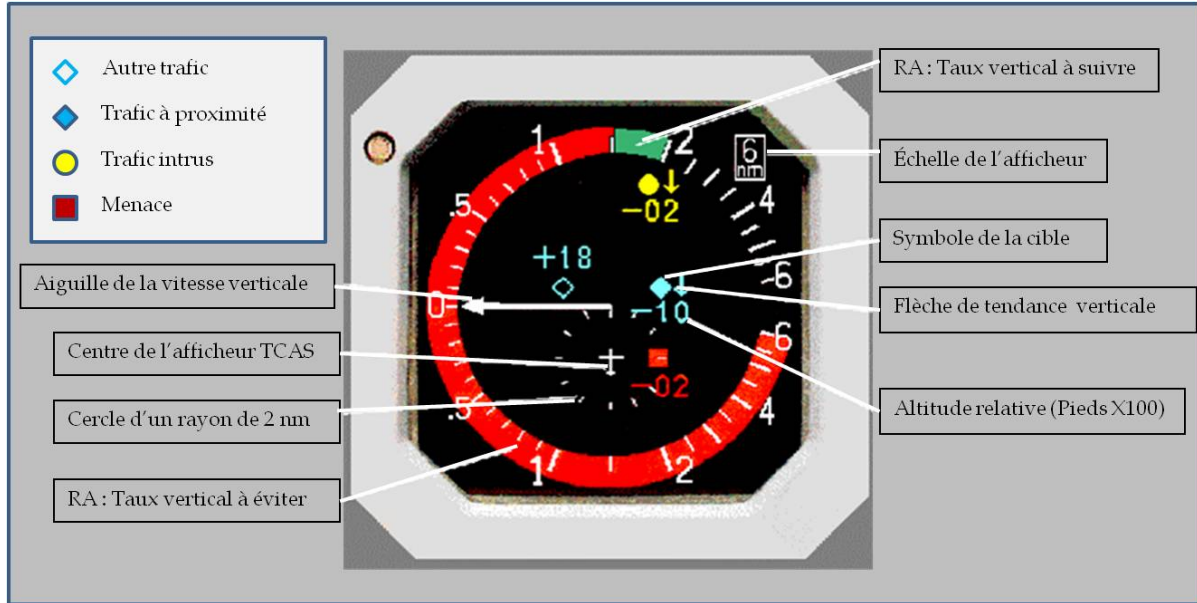 Autre trafic
Trafic à proximité
Trafic intrus
Menace
Aiguille de la vitesse verticale
Centre de l'afficheur TCAS
Cercle d'un rayon de 2 nm
RA : Taux vertical à éviter
RA : Taux vertical à suivre
Échelle de l'afficheur
Symbole de la cible
Flèche de tendance verticale
Altitude relative (Pieds X100)
1
2
6
nm
.5
4
-02
+18
6
0
-10
6
-02
.5
4
1
2